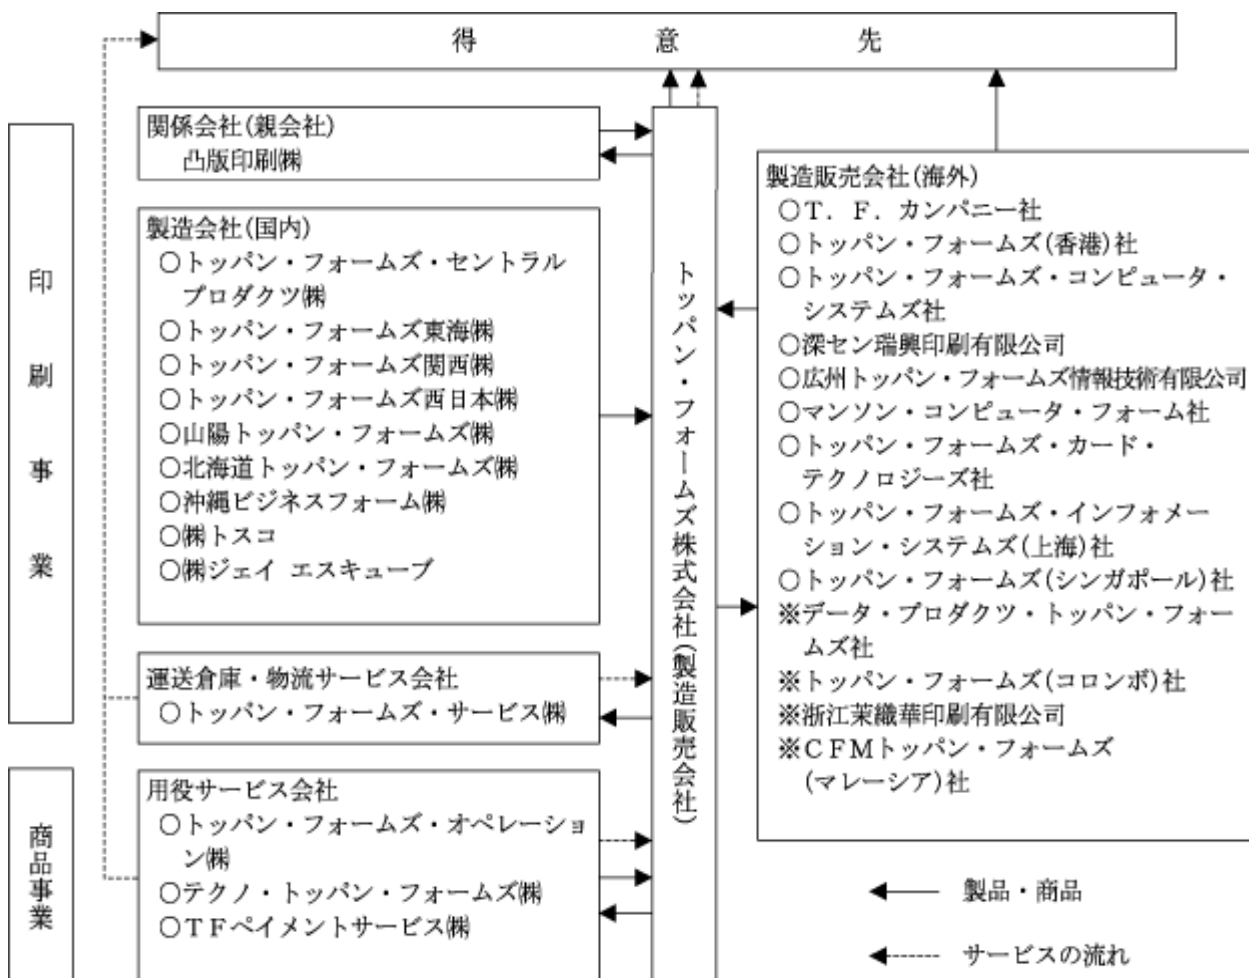 得意先
印刷事業
関係会社(親会社)
凸版印刷㈱
製造会社(国内)
○トッパン・フォームズ・セントラル
プロダクツ㈱
○トッパン・フォームズ東海㈱
○トッパン・フォームズ関西㈱
○トッパン・フォームズ西日本㈱
○山陽トッパン・フォームズ㈱
○北海道トッパン・フォームズ㈱
○沖縄ビジネスフォーム㈱
○㈱トスコ
○㈱ジェイ エスキューブ
運送倉庫・物流サービス会社
○トッパン・フォームズ・サービス㈱
商品事業
用役サービス会社
○トッパン・フォームズ・オペレーショ
ン㈱
○テクノ・トッパン・フォームズ㈱
○ＴＦペイメントサービス㈱
トッパン・フォームズ株式会社(製造販売会社)
製造販売会社(海外)
○Ｔ．Ｆ．カンパニー社
○トッパン・フォームズ(香港)社
○トッパン・フォームズ・コンピュータ・
システムズ社
○深セン瑞興印刷有限公司
○広州トッパン・フォームズ情報技術有限公司
○マンソン・コンピュータ・フォーム社
○トッパン・フォームズ・カード・
テクノロジーズ社
○トッパン・フォームズ・インフォメー
ション・システムズ(上海)社
○トッパン・フォームズ(シンガポール)社
※データ・プロダクツ・トッパン・フォー
ムズ社
※トッパン・フォームズ(コロンボ)社
※浙江茉織華印刷有限公司
※ＣＦＭトッパン・フォームズ
(マレーシア)社
製品・商品
サービスの流れ